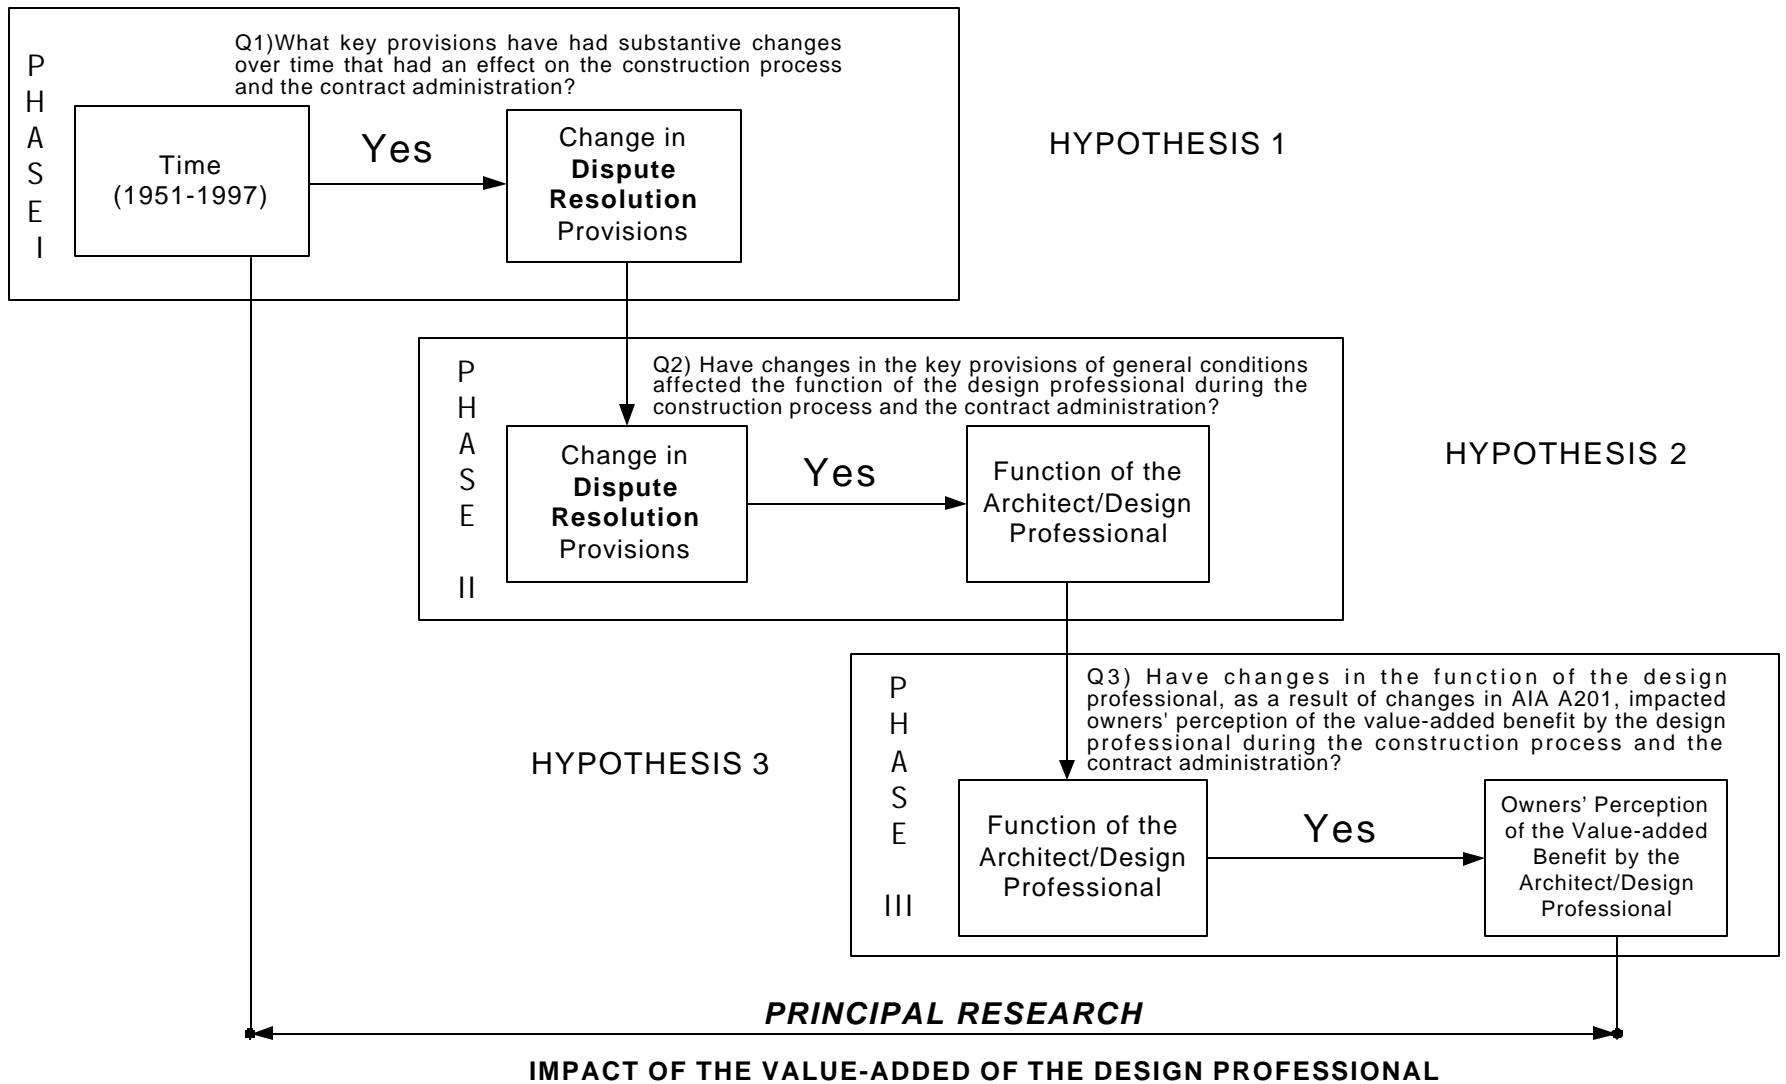 Q1)What key provisions have had substantive changes
over time that had an effect on the construction process
and the contract administration?
P
H
A
S
E
I
Time
(1951-1997)
Yes
Change in
Dispute
Resolution
Provisions
HYPOTHESIS 1
P
H
A
S
E
II
Q2) Have changes in the key provisions of general conditions
affected the function of the design professional during the
construction process and the contract administration?
Change in
Dispute
Resolution
Provisions
Yes
Function of the
Architect/Design
Professional
HYPOTHESIS 2
HYPOTHESIS 3
P
H
A
S
E
III
Q3) Have changes in the function of the design
professional, as a result of changes in AIA A201, impacted
owners' perception of the value-added benefit by the design
professional during the construction process and the
contract administration?
Function of the
Architect/Design
Professional
Yes
Owners’ Perception
of the Value-added
Benefit by the
Architect/Design
Professional
PRINCIPAL RESEARCH
IMPACT OF THE VALUE-ADDED OF THE DESIGN PROFESSIONAL